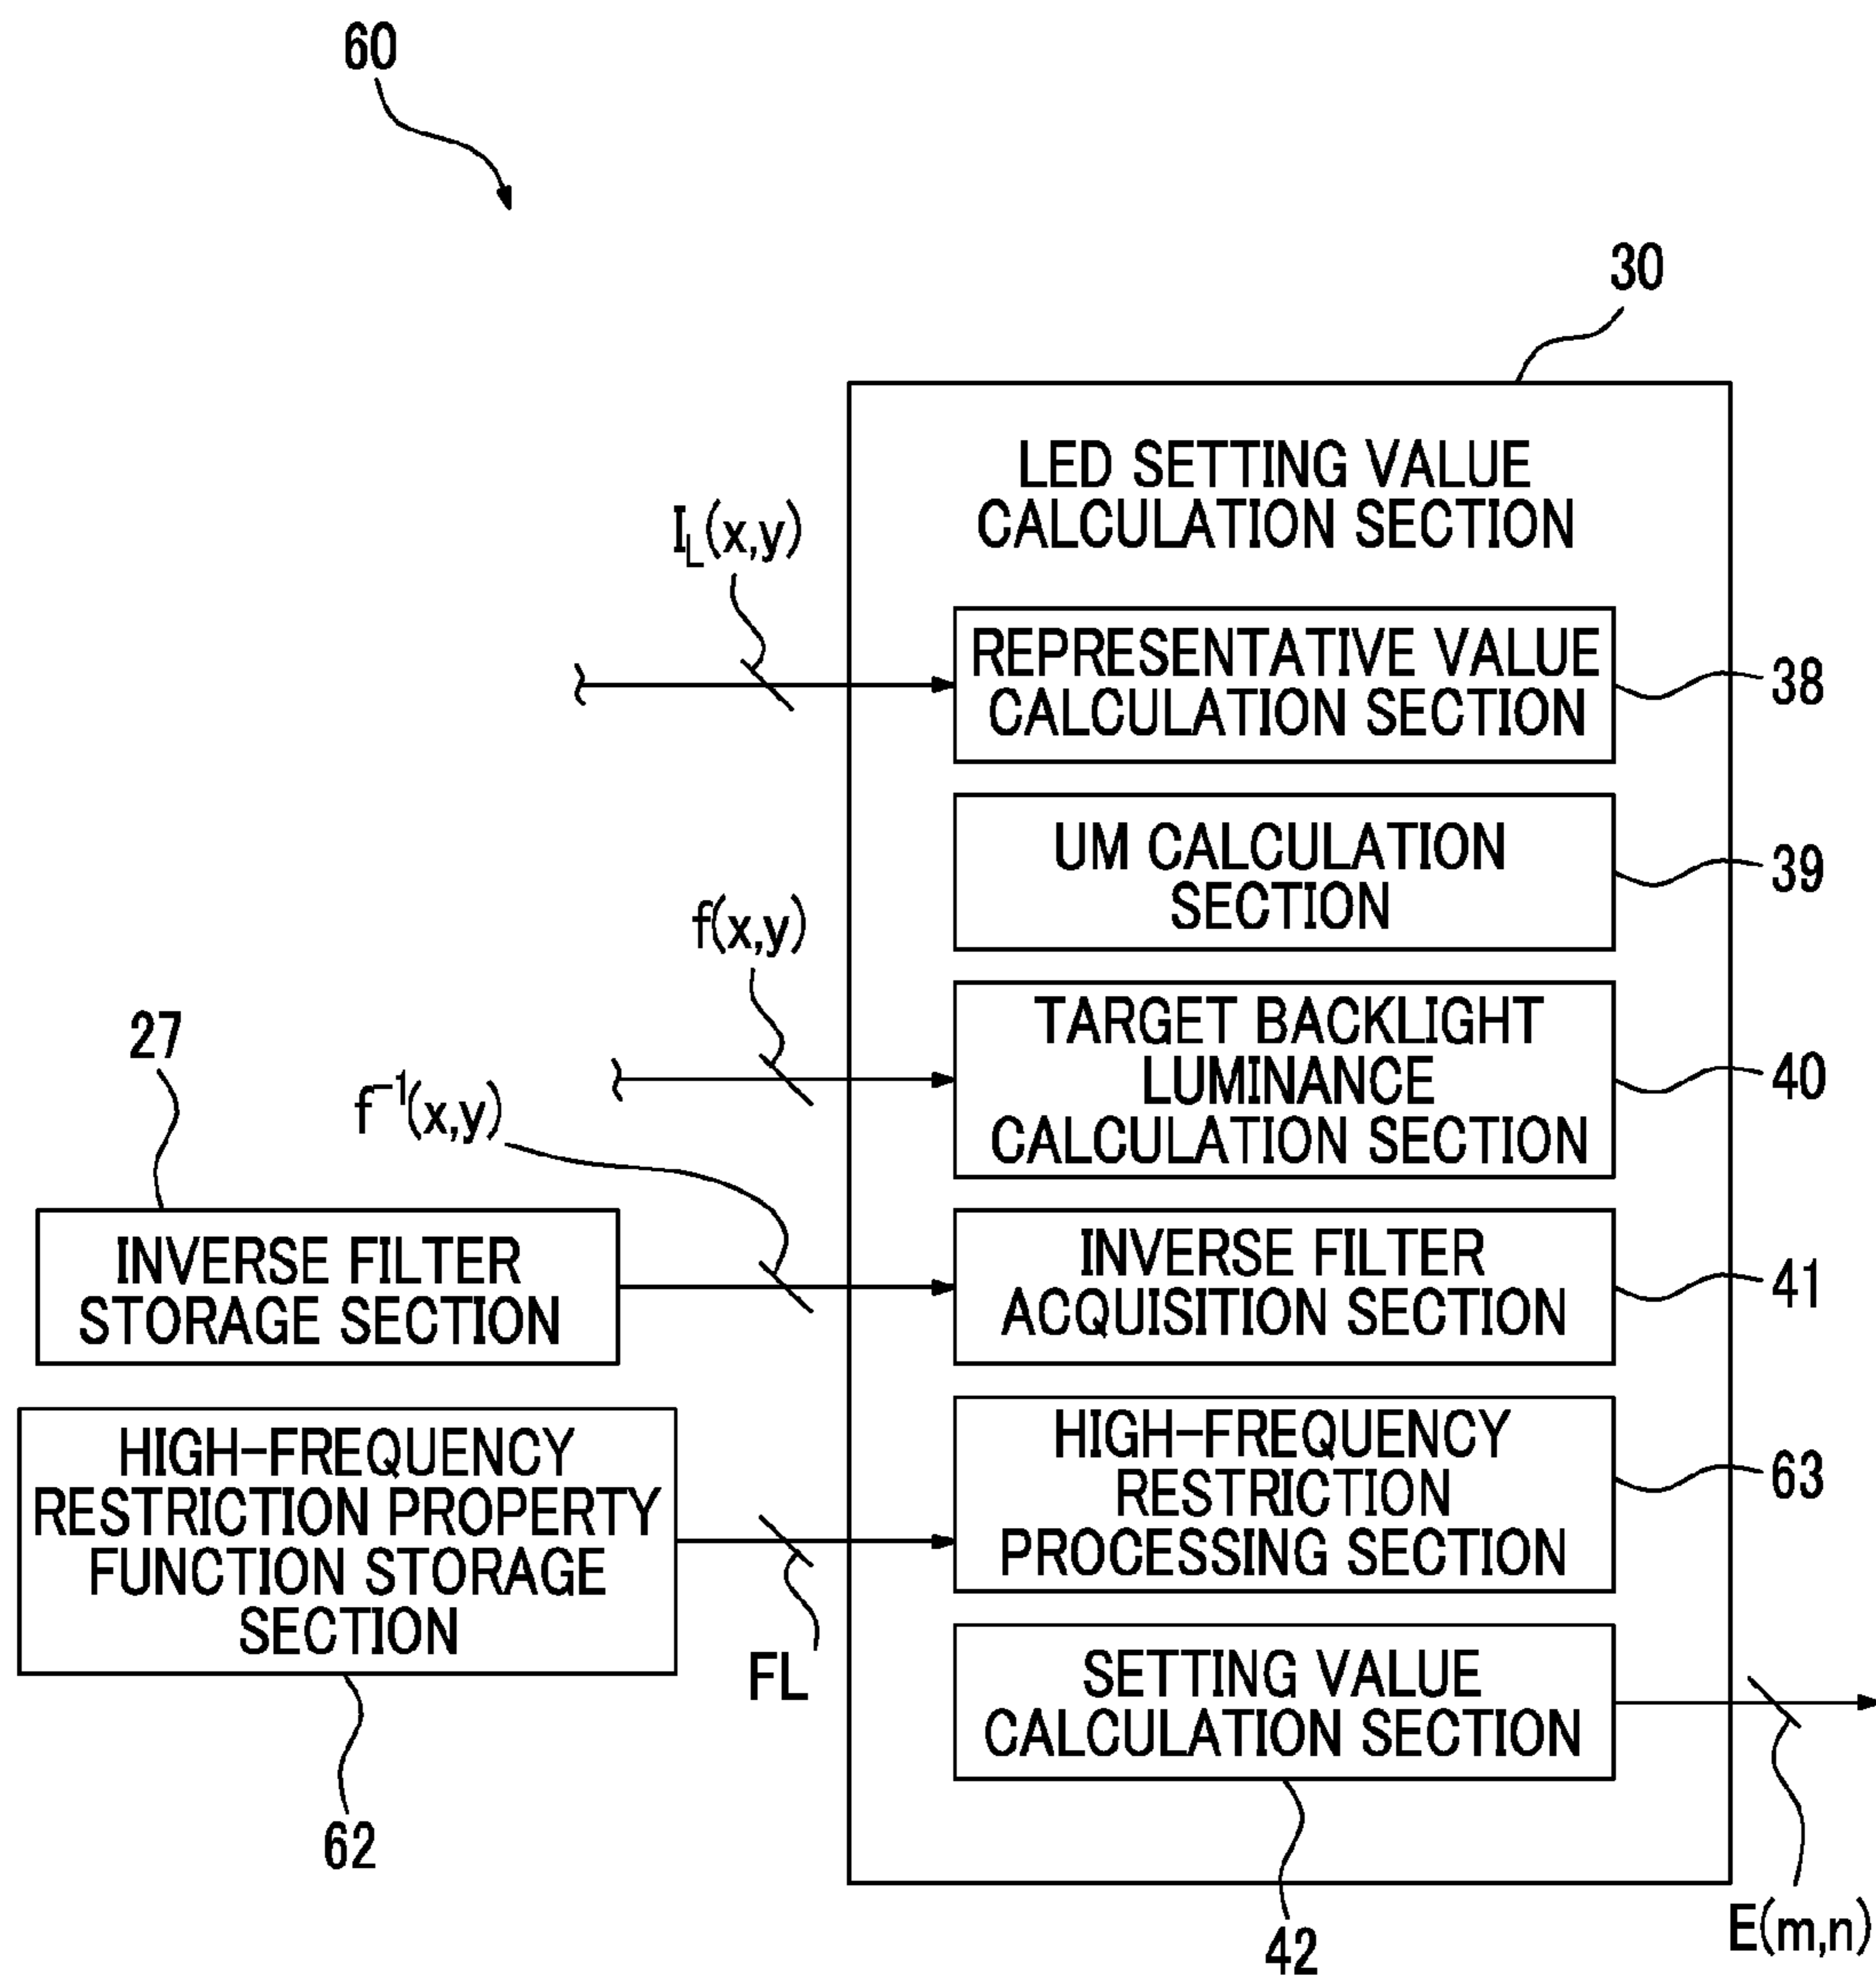 60
30
LED SETTING VALUE
CALCULATION SECTION
I_L(x,y)
REPRESENTATIVE VALUE
CALCULATION SECTION
38
UM CALCULATION
SECTION
39
f(x,y)
TARGET BACKLIGHT
LUMINANCE
CALCULATION SECTION
40
27
f⁻¹(x,y)
INVERSE FILTER
STORAGE SECTION
INVERSE FILTER
ACQUISITION SECTION
41
HIGH-FREQUENCY
RESTRICTION PROPERTY
FUNCTION STORAGE
SECTION
62
FL
HIGH-FREQUENCY
RESTRICTION
PROCESSING SECTION
63
SETTING VALUE
CALCULATION SECTION
42
E(m,n)